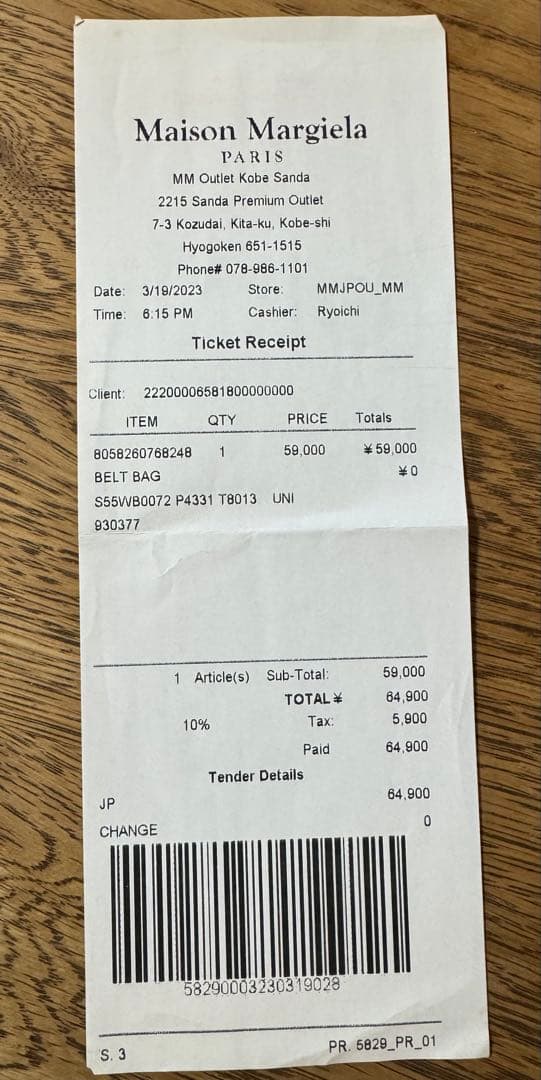 Maison Margiela
PARIS
MM Outlet Kobe Sanda
2215 Sanda Premium Outlet
7-3 Kozudai, Kita-ku, Kobe-shi
Hyogoken 651-1515
Phone# 078-986-1101
Date: 3/19/2023 Store: MMJPOU_MM
Time: 6:15 PM Cashier: Ryoichi
Ticket Receipt
Client: 22200006581800000000
ITEM QTY PRICE Totals
8058260768248 1 59,000 ¥59,000
BELT BAG ¥0
S55WB0072 P4331 T8013 UNI
930377
1 Article(s) Sub-Total: 59,000
TOTAL ¥ 64,900
10% Tax: 5,900
Paid 64,900
Tender Details
JP 64,900
CHANGE 0
58290003230319028
S. 3 PR. 5829_PR_01